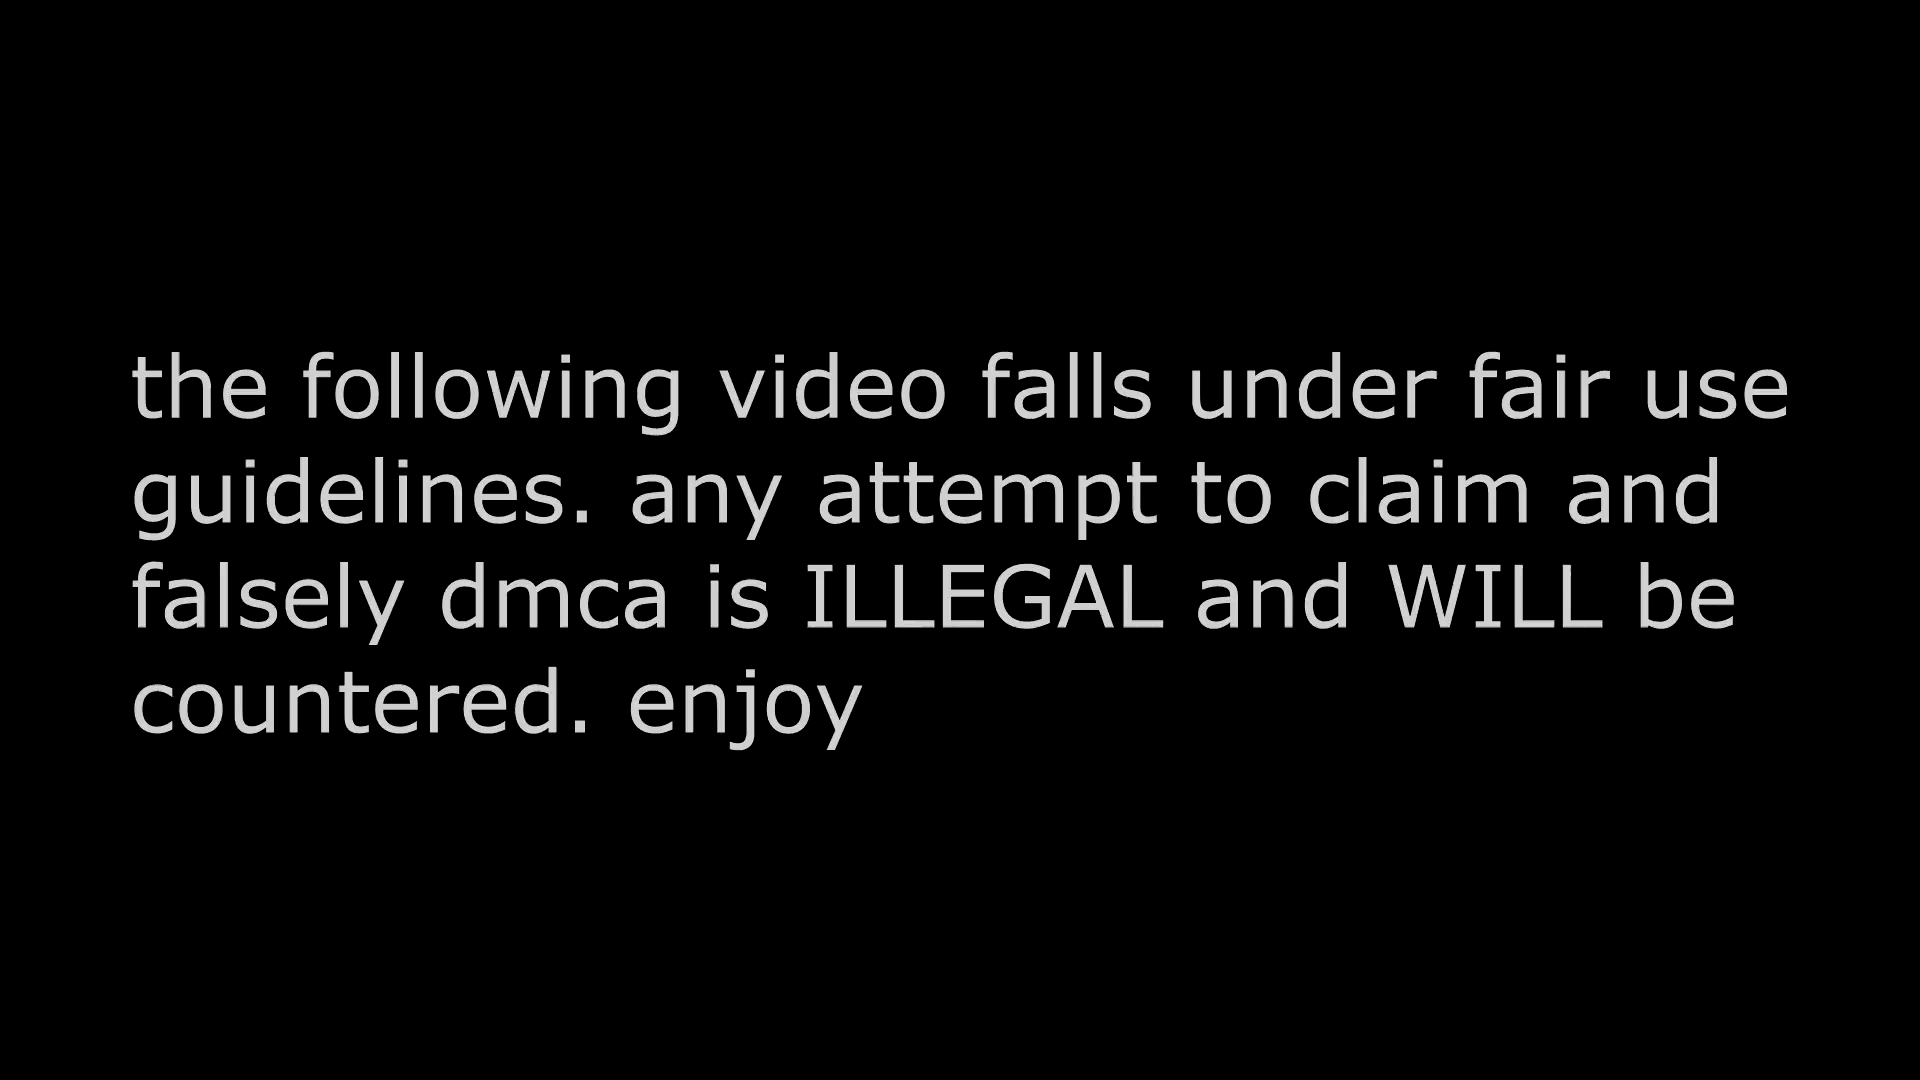 the following video falls under fair use
guidelines. any attempt to claim and
falsely dmca is ILLEGAL and WILL be
countered. enjoy